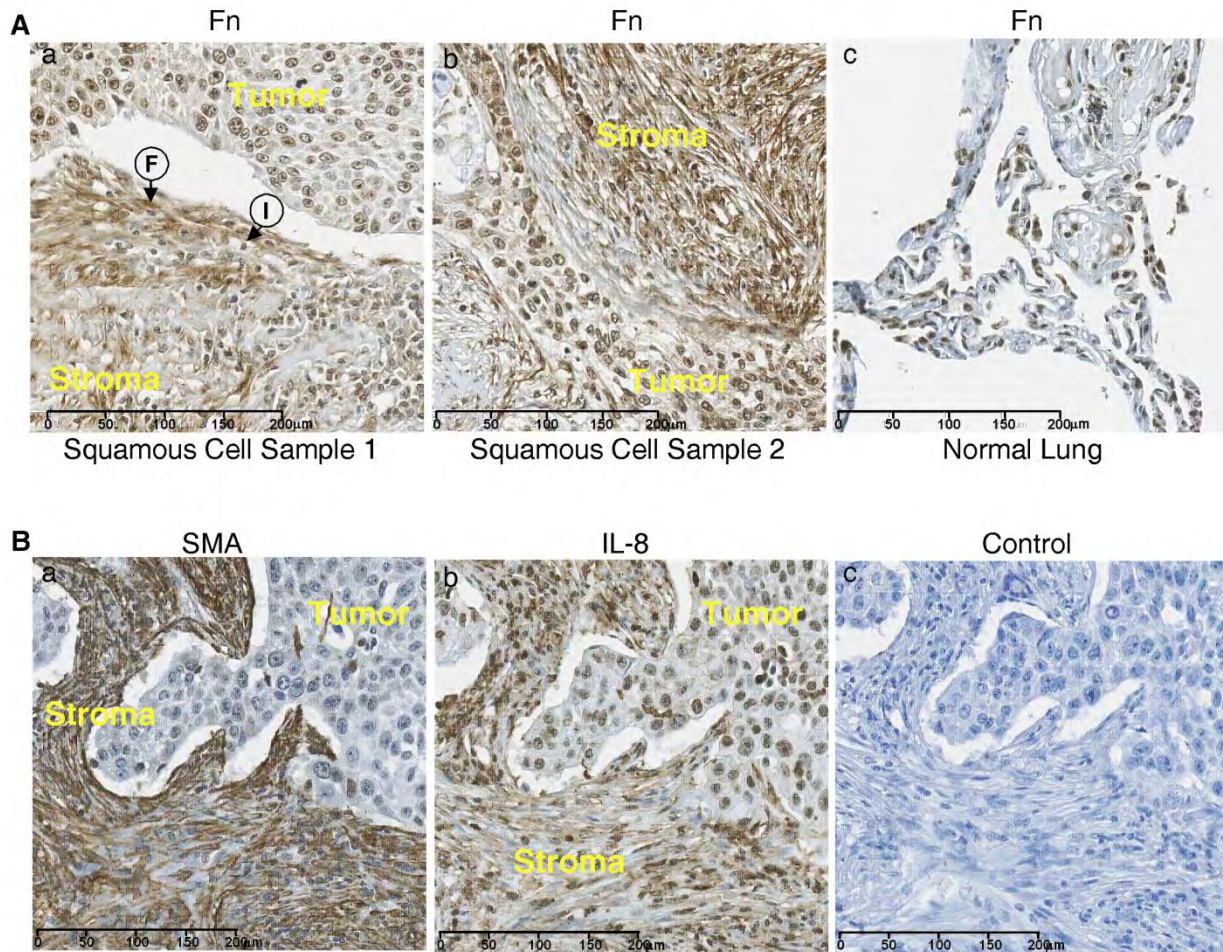 A
Fn
Fn
Fn
a
b
c
Tumor
Stroma
F
I
Stroma
Tumor
0 50 100 150 200μm
0 50 100 150 200μm
0 50 100 150 200μm
Squamous Cell Sample 1
Squamous Cell Sample 2
Normal Lung
B
SMA
IL-8
Control
a
b
c
Tumor
Tumor
Stroma
Stroma
0 50 100 150 200μm
0 50 100 150 200μm
0 50 100 150 200μm